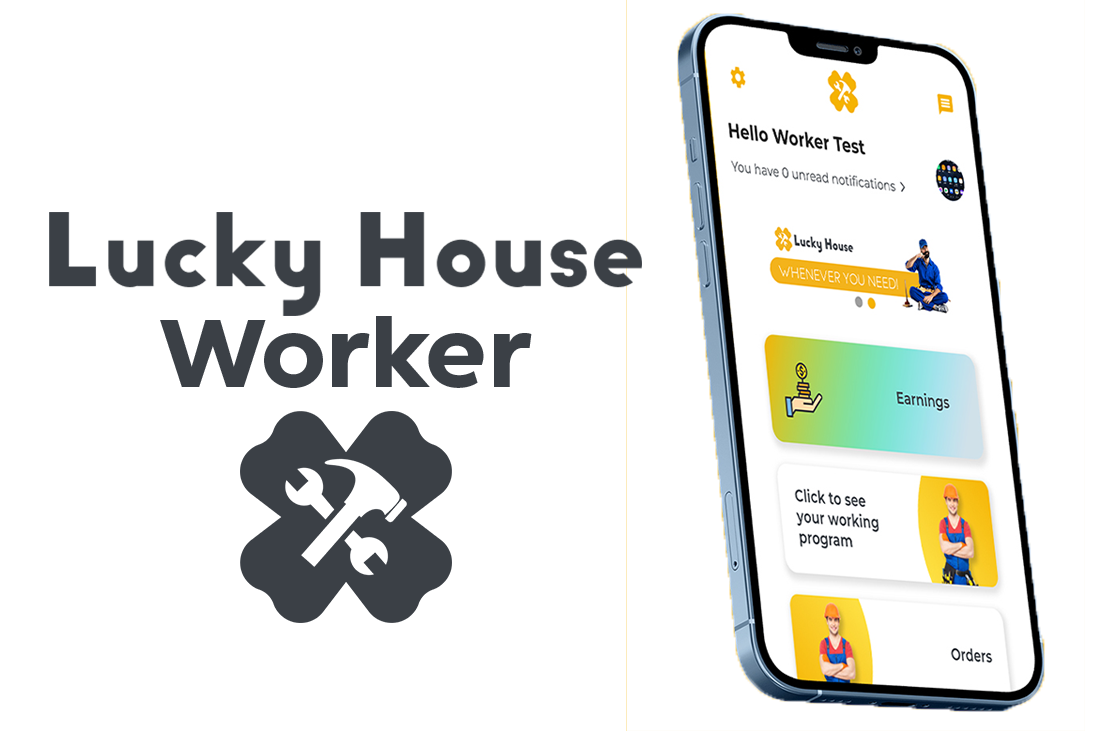 Lucky House
Worker
Hello Worker Test
You have 0 unread notifications >
Lucky House
WHENEVER YOU NEED!
$
Earnings
Click to see
your working
program
Orders